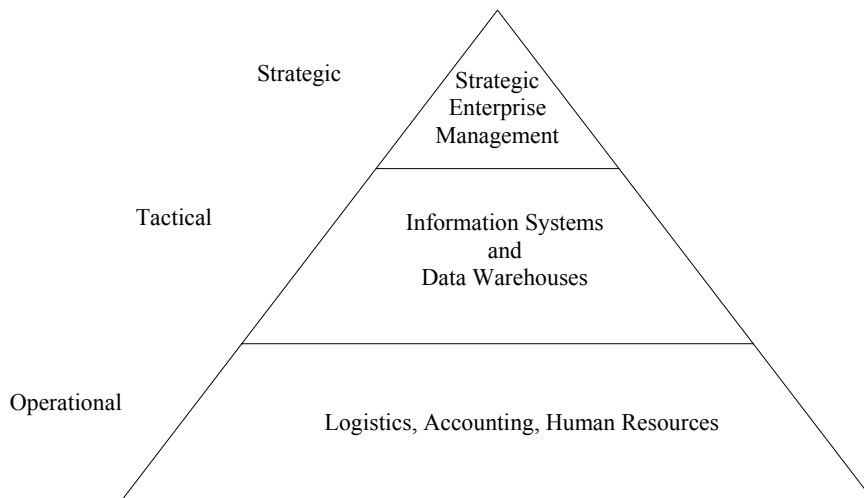 Strategic
Strategic
Enterprise
Management
Tactical
Information Systems
and
Data Warehouses
Operational
Logistics, Accounting, Human Resources